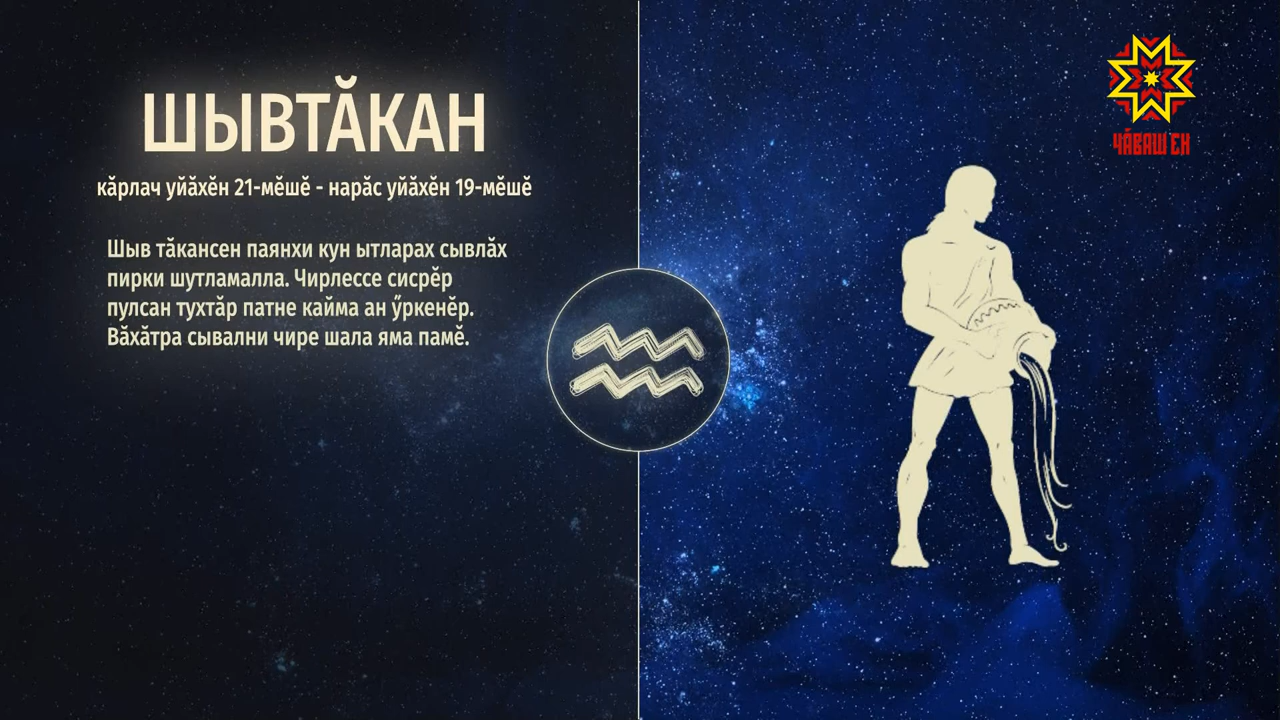 ШЫВТӐКАН
кӑрлач уйӑхӗн 21-мӗшӗ - нарӑс уйӑхӗн 19-мӗшӗ
Шыв тӑкансен паянхи кун ытларах сывлӑх
пирки шутламалла. Чирлессе сисрӗр
пулсан тухтӑр патне кайма ан ӳркенӗр.
Вӑхӑтра сывални чире шала яма памӗ.
ЧӐВАШ ЕН